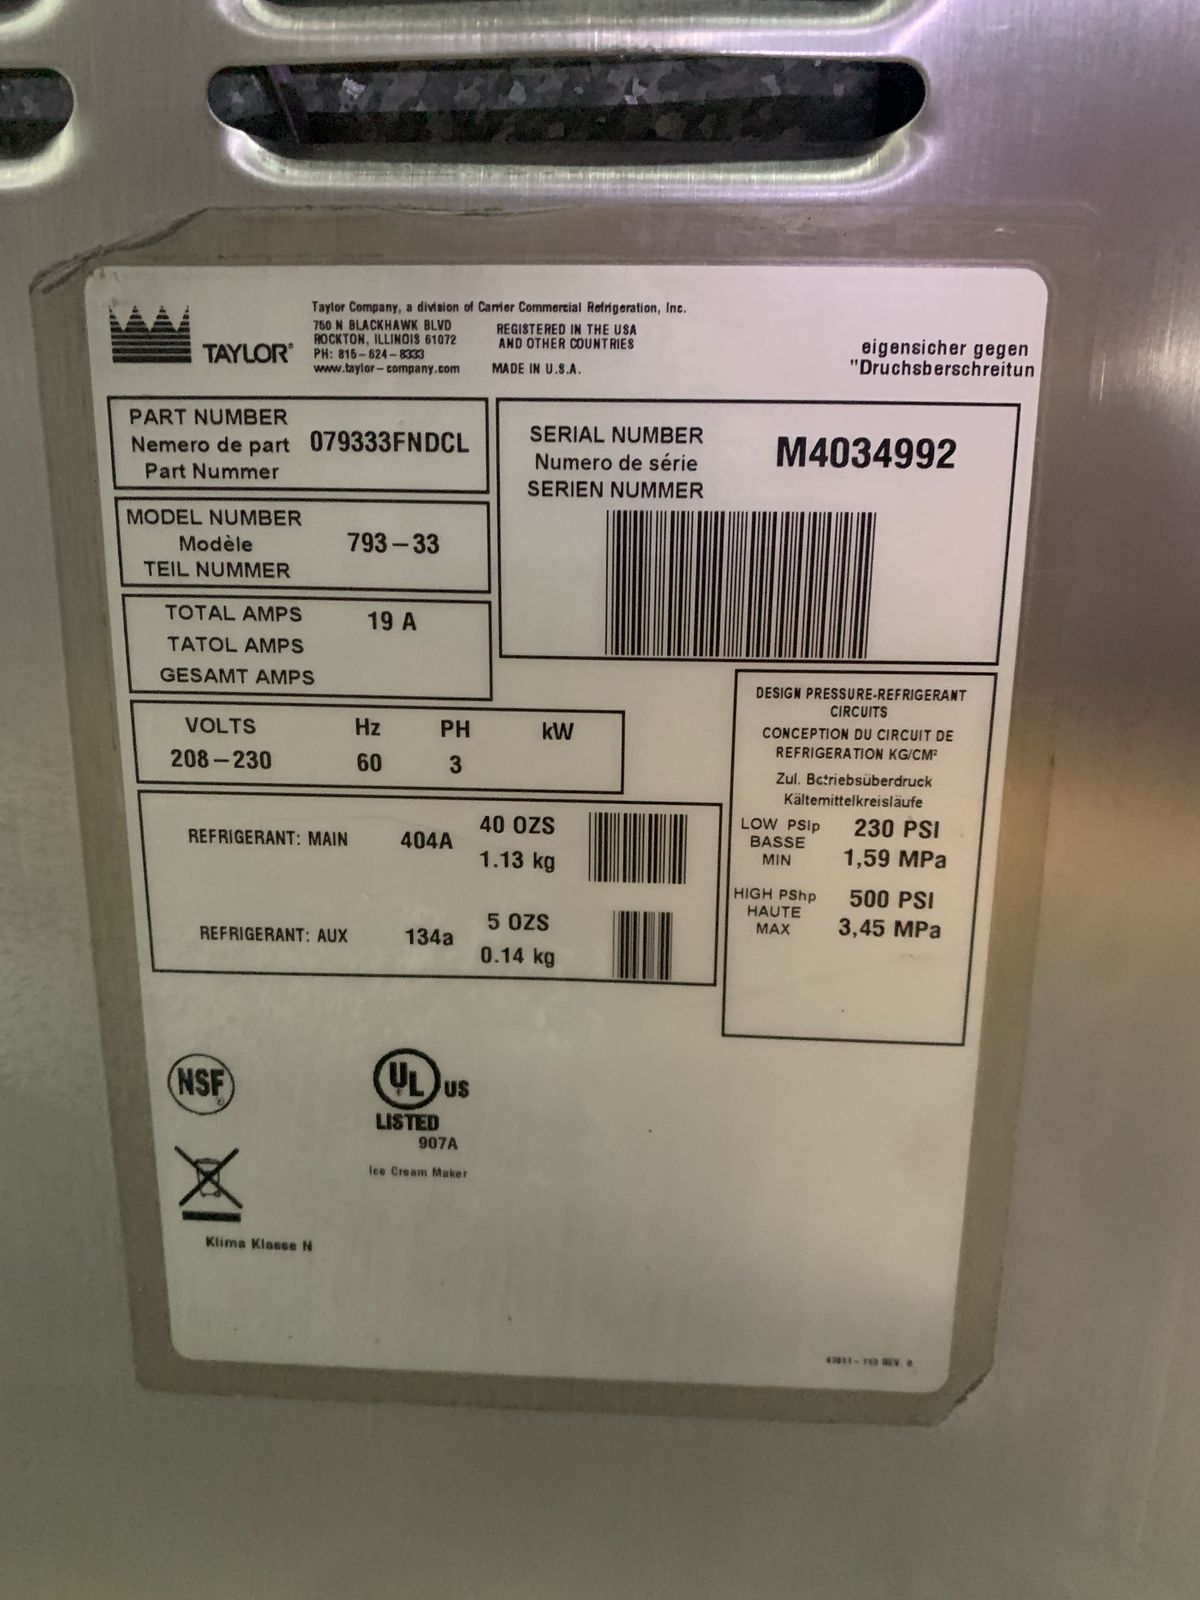 TAYLOR®
Taylor Company, a division of Carrier Commercial Refrigeration, Inc.
750 N BLACKHAWK BLVD
ROCKTON, ILLINOIS 61072
PH: 815-624-8333
www.taylor-company.com
REGISTERED IN THE USA
AND OTHER COUNTRIES
MADE IN U.S.A.
eigensicher gegen
"Druchsberschreitun
PART NUMBER
Nemero de part 079333FNDCL
Part Nummer
SERIAL NUMBER
Numero de série M4034992
SERIEN NUMMER
MODEL NUMBER
Modèle 793-33
TEIL NUMMER
TOTAL AMPS 19 A
TATOL AMPS
GESAMT AMPS
VOLTS Hz PH kW
208-230 60 3
REFRIGERANT: MAIN 404A 40 OZS
1.13 kg
REFRIGERANT: AUX 134a 5 OZS
0.14 kg
DESIGN PRESSURE-REFRIGERANT
CIRCUITS
CONCEPTION DU CIRCUIT DE
REFRIGERATION KG/CM²
Zul. Betriebsüberdruck
Kältemittelkreisläufe
LOW PSIp 230 PSI
BASSE
MIN 1,59 MPa
HIGH PShp 500 PSI
HAUTE
MAX 3,45 MPa
NSF®
UL® US
LISTED
907A
Ice Cream Maker
Klima Klasse N